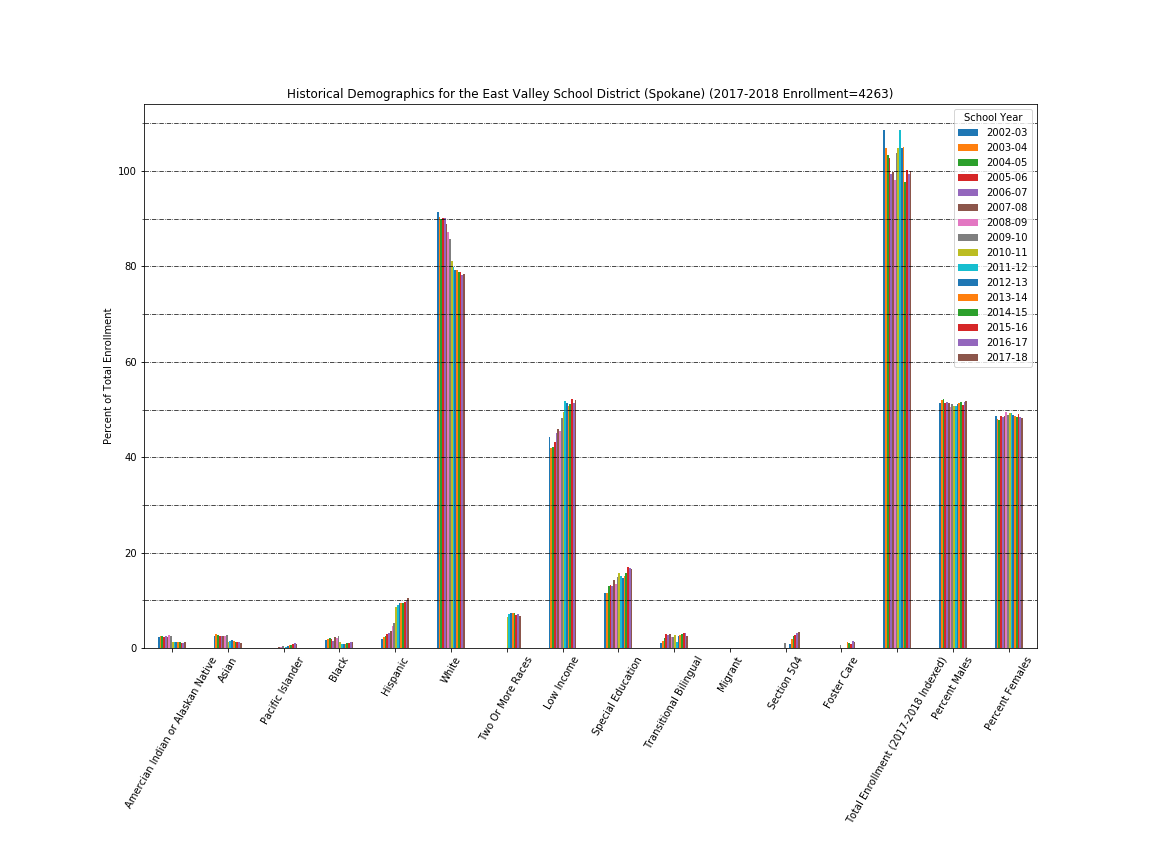 Historical Demographics for the East Valley School District (Spokane) (2017-2018 Enrollment=4263)
Percent of Total Enrollment
100
80
60
40
20
0
School Year
2002-03
2003-04
2004-05
2005-06
2006-07
2007-08
2008-09
2009-10
2010-11
2011-12
2012-13
2013-14
2014-15
2015-16
2016-17
2017-18
Amercian Indian or Alaskan Native
Asian
Pacific Islander
Black
Hispanic
White
Two Or More Races
Low Income
Special Education
Transitional Bilingual
Migrant
Section 504
Foster Care
Total Enrollment (2017-2018 Indexed)
Percent Males
Percent Females